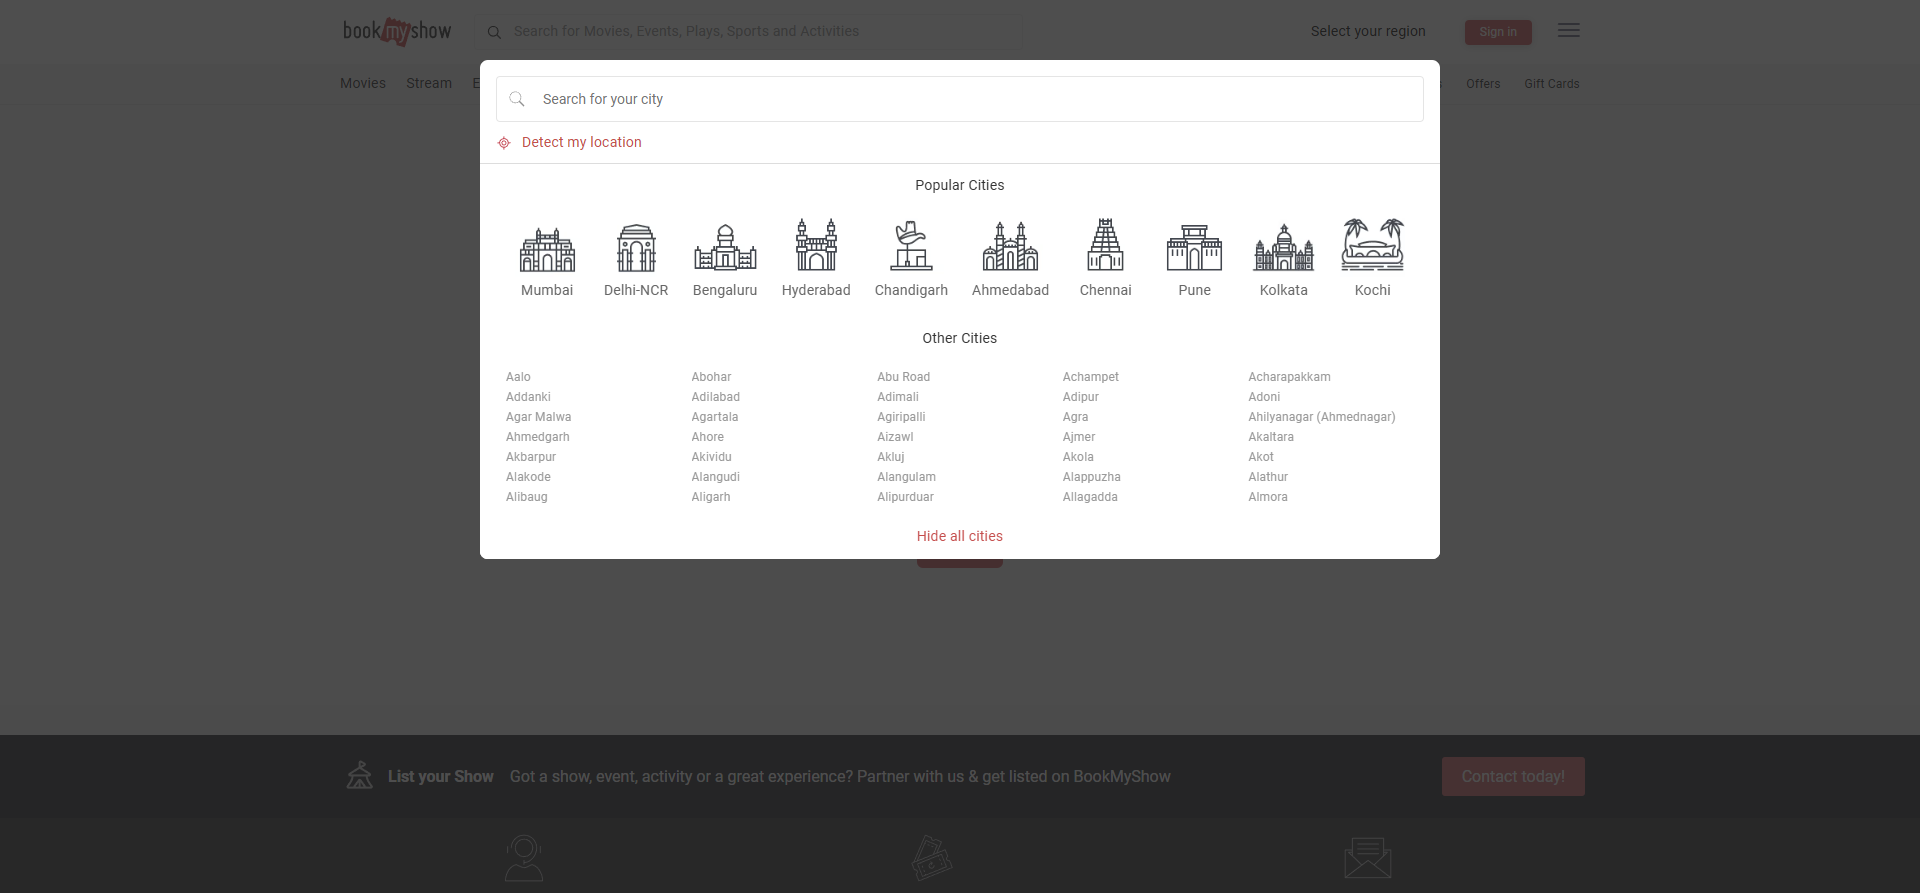 book my show
Search for Movies, Events, Plays, Sports and Activities
Select your region
Sign in
Movies Stream E
Offers Gift Cards
Search for your city
Detect my location
Popular Cities
Mumbai Delhi-NCR Bengaluru Hyderabad Chandigarh Ahmedabad Chennai Pune Kolkata Kochi
Other Cities
Aalo Abohar Abu Road Achampet Acharapakkam
Addanki Adilabad Adimali Adipur Adoni
Agar Malwa Agartala Agiripalli Agra Ahilyanagar (Ahmednagar)
Ahmedgarh Ahore Aizawl Ajmer Akaltara
Akbarpur Akividu Akluj Akola Akot
Alakode Alangudi Alangulam Alappuzha Alathur
Alibaug Aligarh Alipurduar Allagadda Almora
Hide all cities
List your Show Got a show, event, activity or a great experience? Partner with us & get listed on BookMyShow
Contact today!